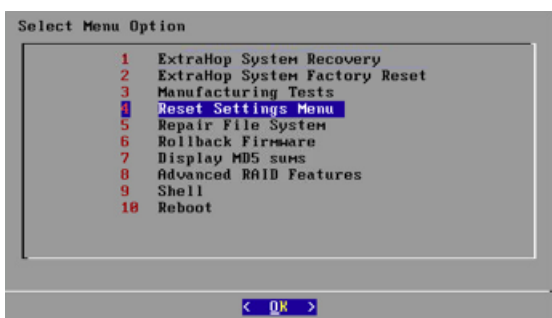 Select Menu Option
1 ExtraHop System Recovery
2 ExtraHop System Factory Reset
3 Manufacturing Tests
4 Reset Settings Menu
5 Repair File System
6 Rollback Firmware
7 Display MD5 sums
8 Advanced RAID Features
9 Shell
10 Reboot
< OK >